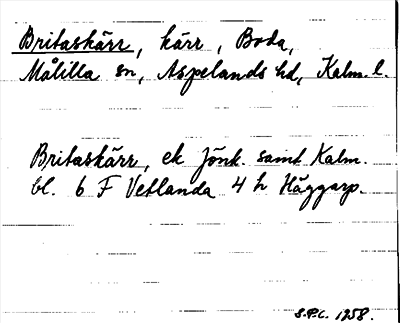 Britaskärr, kärr, Boda,
Målilla sn, Aspelands hd, Kalm. l.
Britaskärr, ek Jönk. samt Kalm.
bl. 6 F Vetlanda 4 h Häggarp.
S.P.C. 1958.